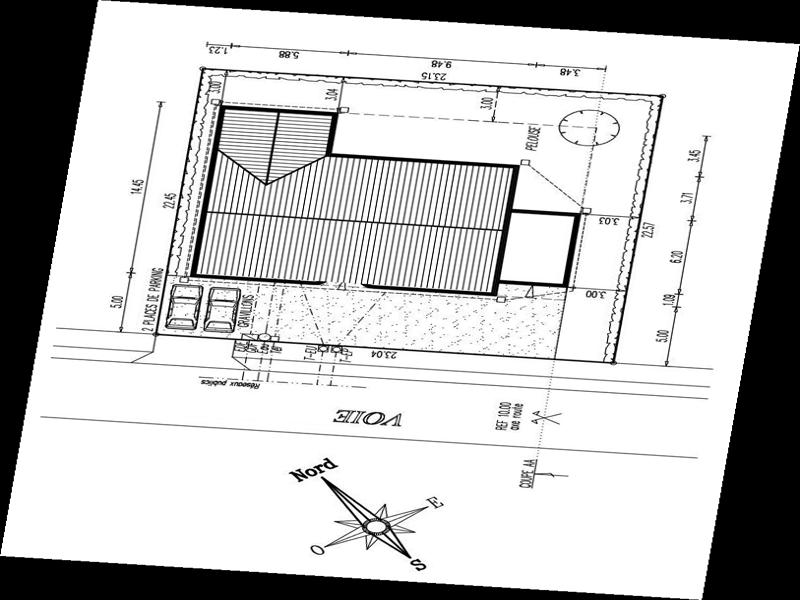 1.23
5.88
9.48
3.48
23.15
3.00
3.04
3.00
PELOUSE
14.45
22.45
3.45
3.71
3.03
22.57
6.20
3.00
1.09
5.00
5.00
2 PLACES DE PARKING
GRAVILLONS
23.04
Réseaux publics
VOIE
REF 10.00
axe route
COUPE AA
Nord
E
O
S